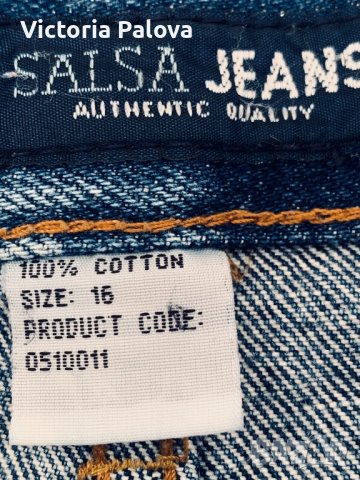 Victoria Palova
SALSA JEANS
AUTHENTIC QUALITY
100% COTTON
SIZE: 16
PRODUCT CODE:
0510011